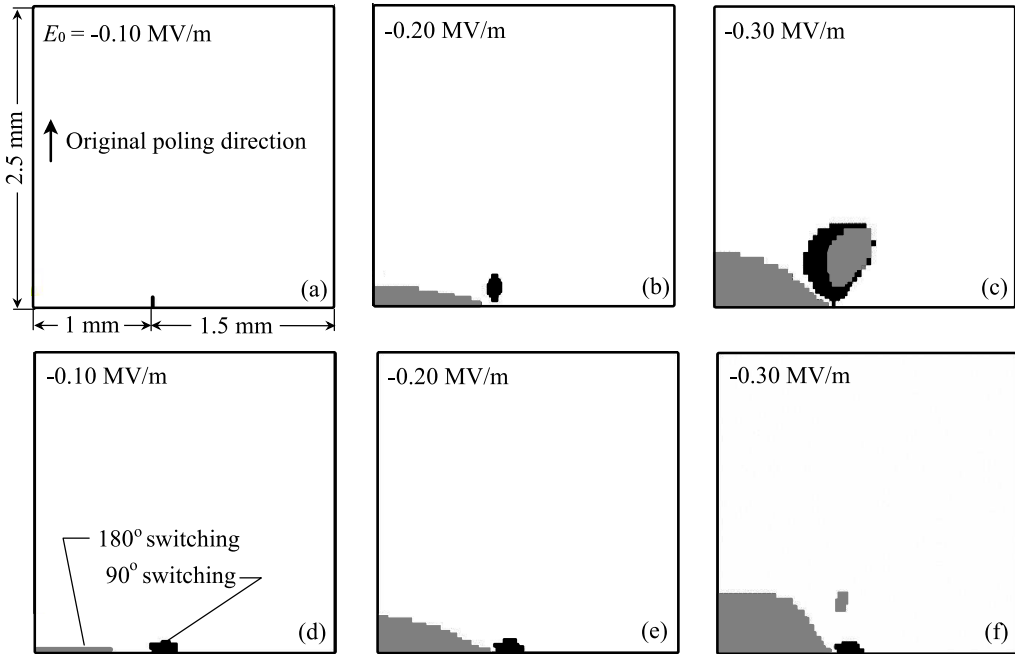 E₀ = -0.10 MV/m
Original poling direction
2.5 mm
1 mm
1.5 mm
(a)
-0.20 MV/m
(b)
-0.30 MV/m
(c)
-0.10 MV/m
180° switching
90° switching
(d)
-0.20 MV/m
(e)
-0.30 MV/m
(f)